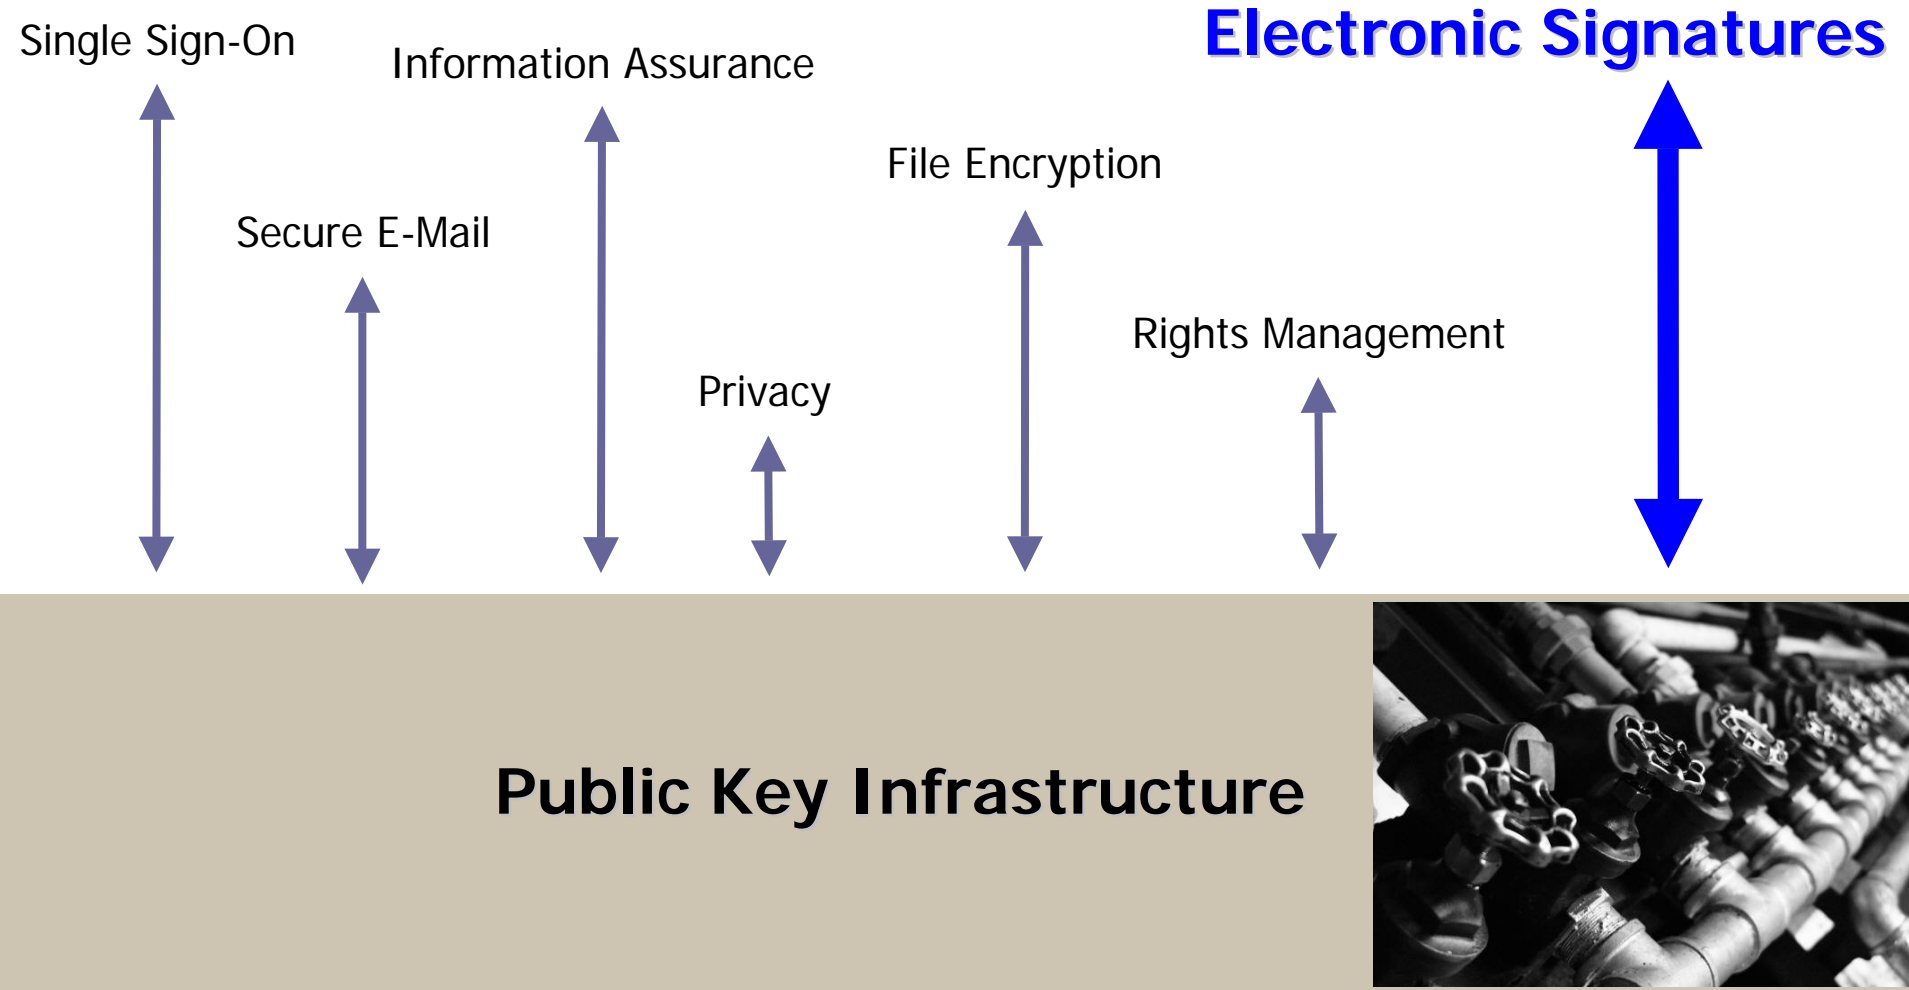 Single Sign-On
Information Assurance
Electronic Signatures
File Encryption
Secure E-Mail
Rights Management
Privacy
Public Key Infrastructure